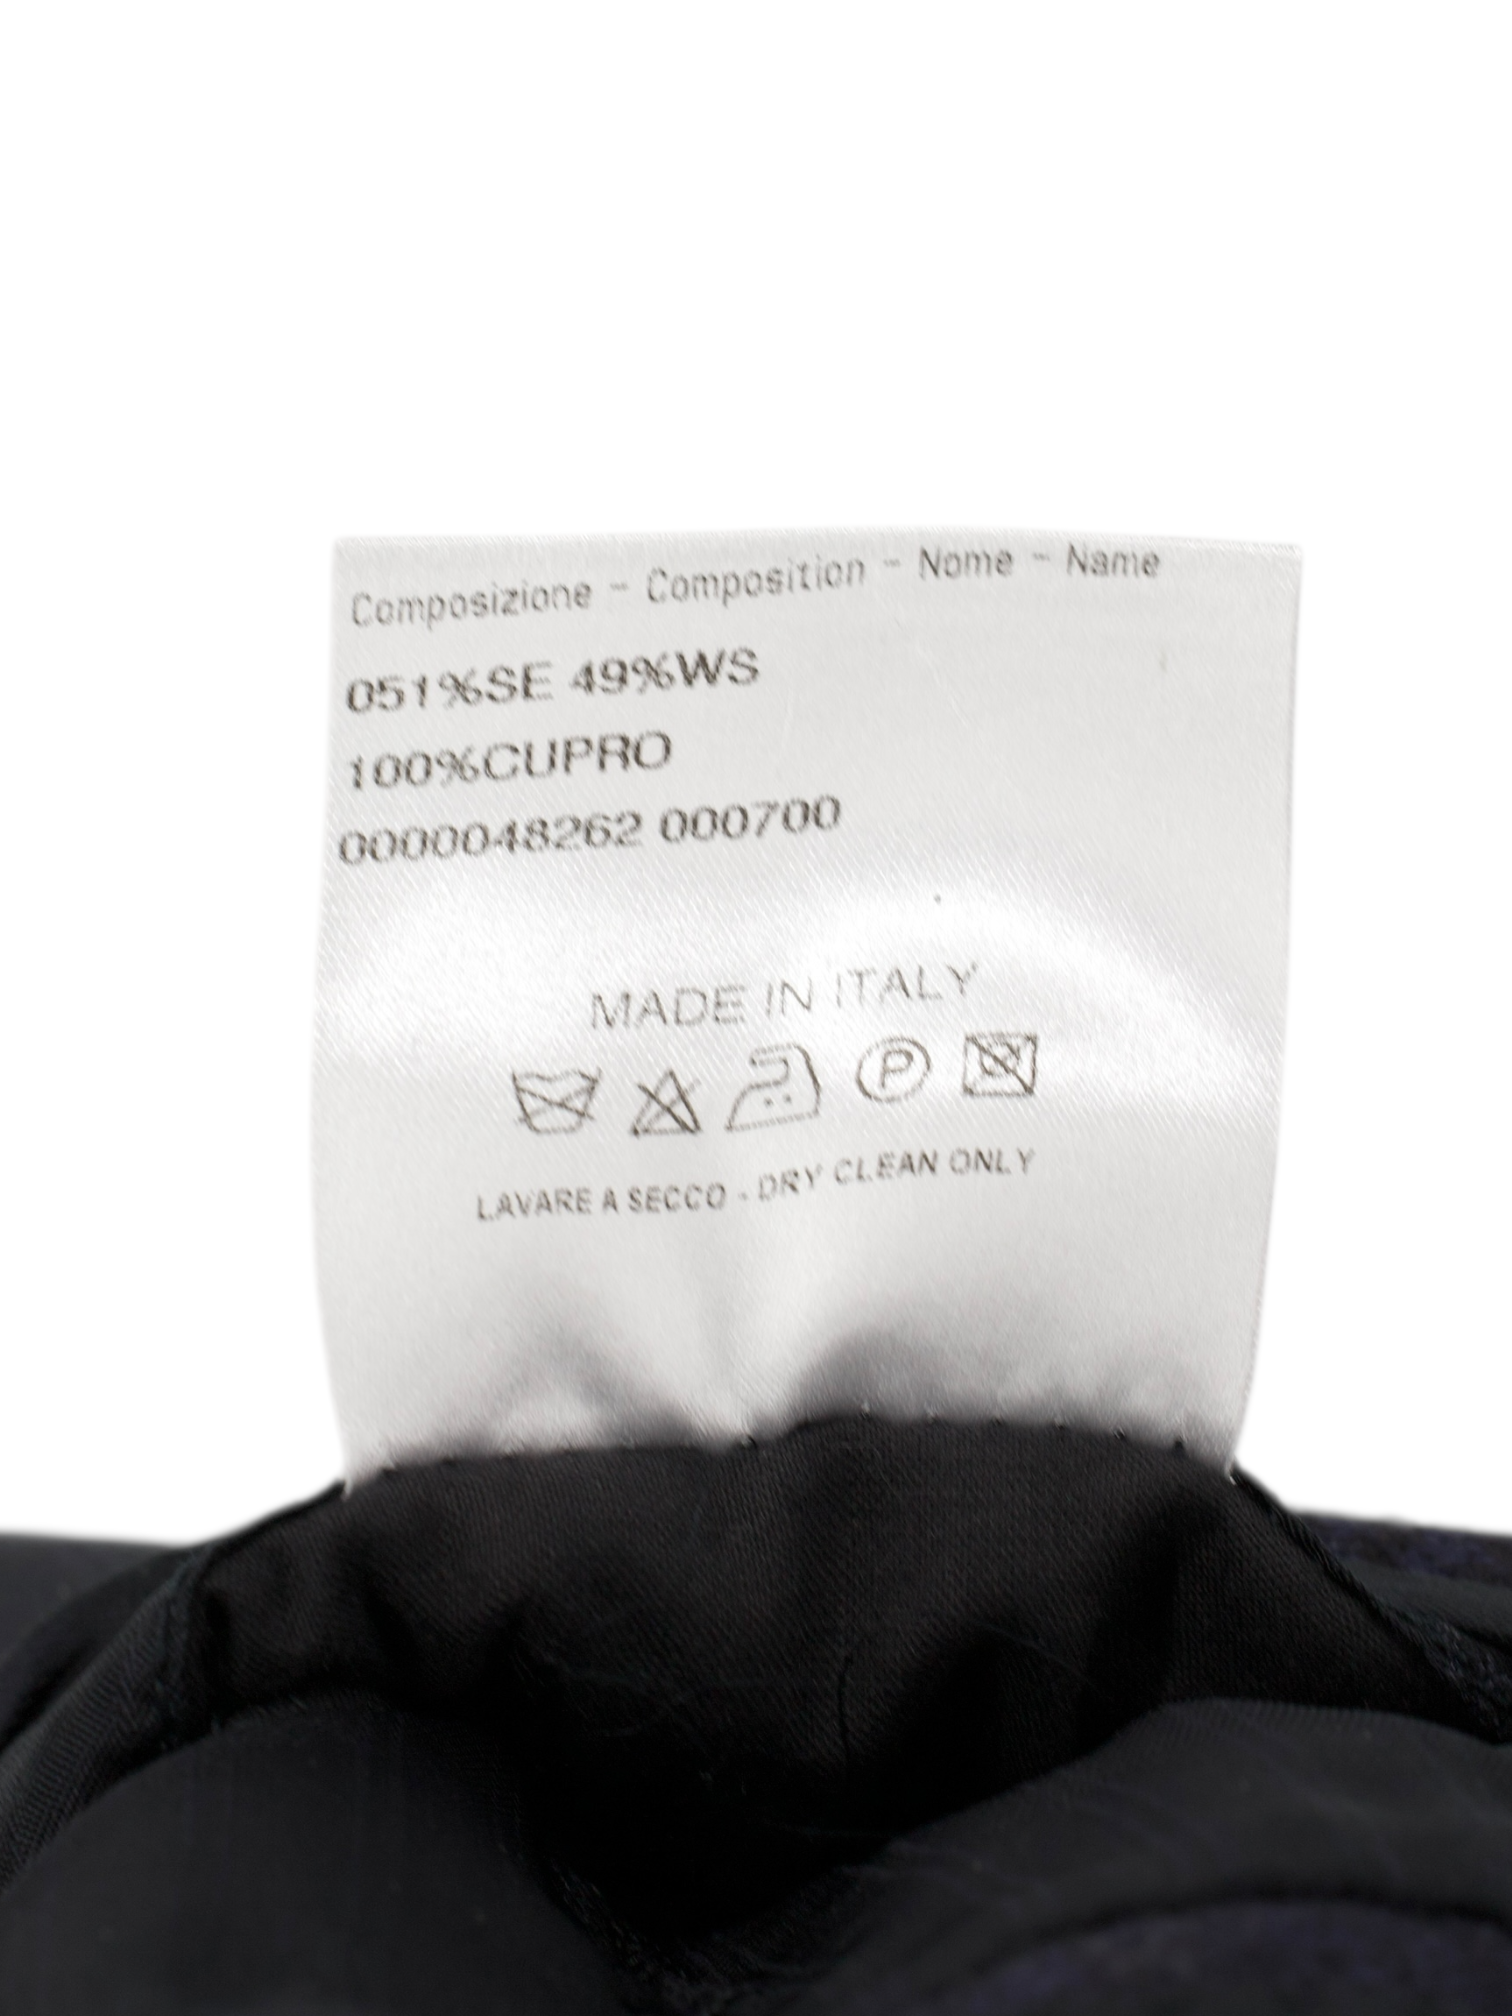 Composizione - Composition - Nome - Name
051%SE 49%WS
100%CUPRO
0000048262 000700
MADE IN ITALY
P
LAVARE A SECCO - DRY CLEAN ONLY